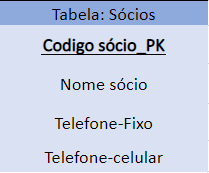 Tabela: Sócios
Codigo sócio_PK
Nome sócio
Telefone-Fixo
Telefone-celular